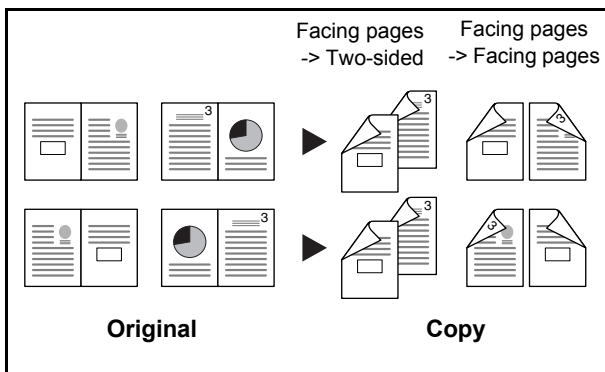 Facing pages
-> Two-sided
Facing pages
-> Facing pages
3
3
3
3
3
3
Original
Copy